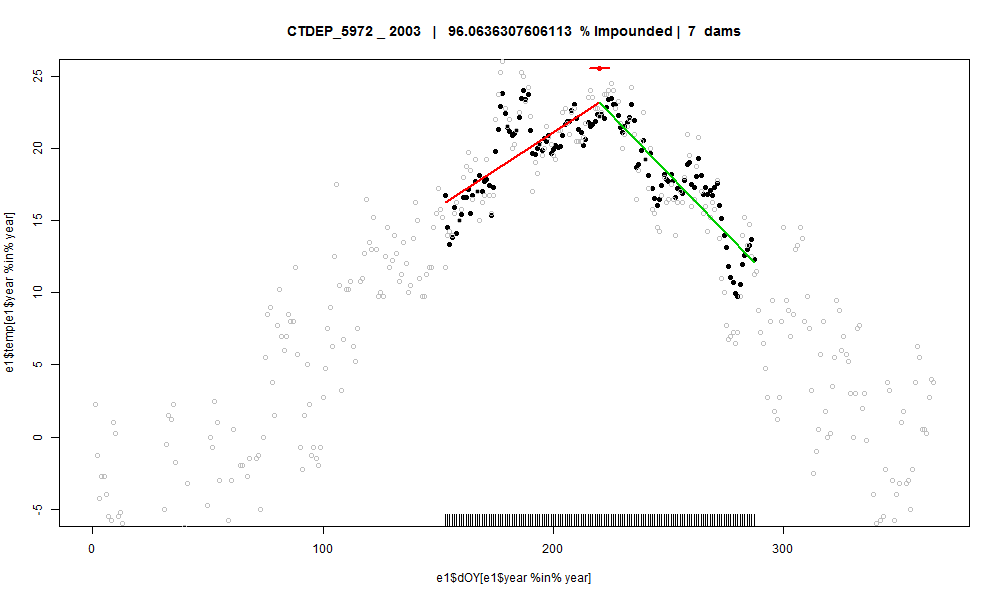 CTDEP_5972 _ 2003 | 96.0636307606113 % Impounded | 7 dams
25
20
15
10
5
0
-5
e1$temp[e1$year %in% year]
0 100 200 300
e1$dOY[e1$year %in% year]